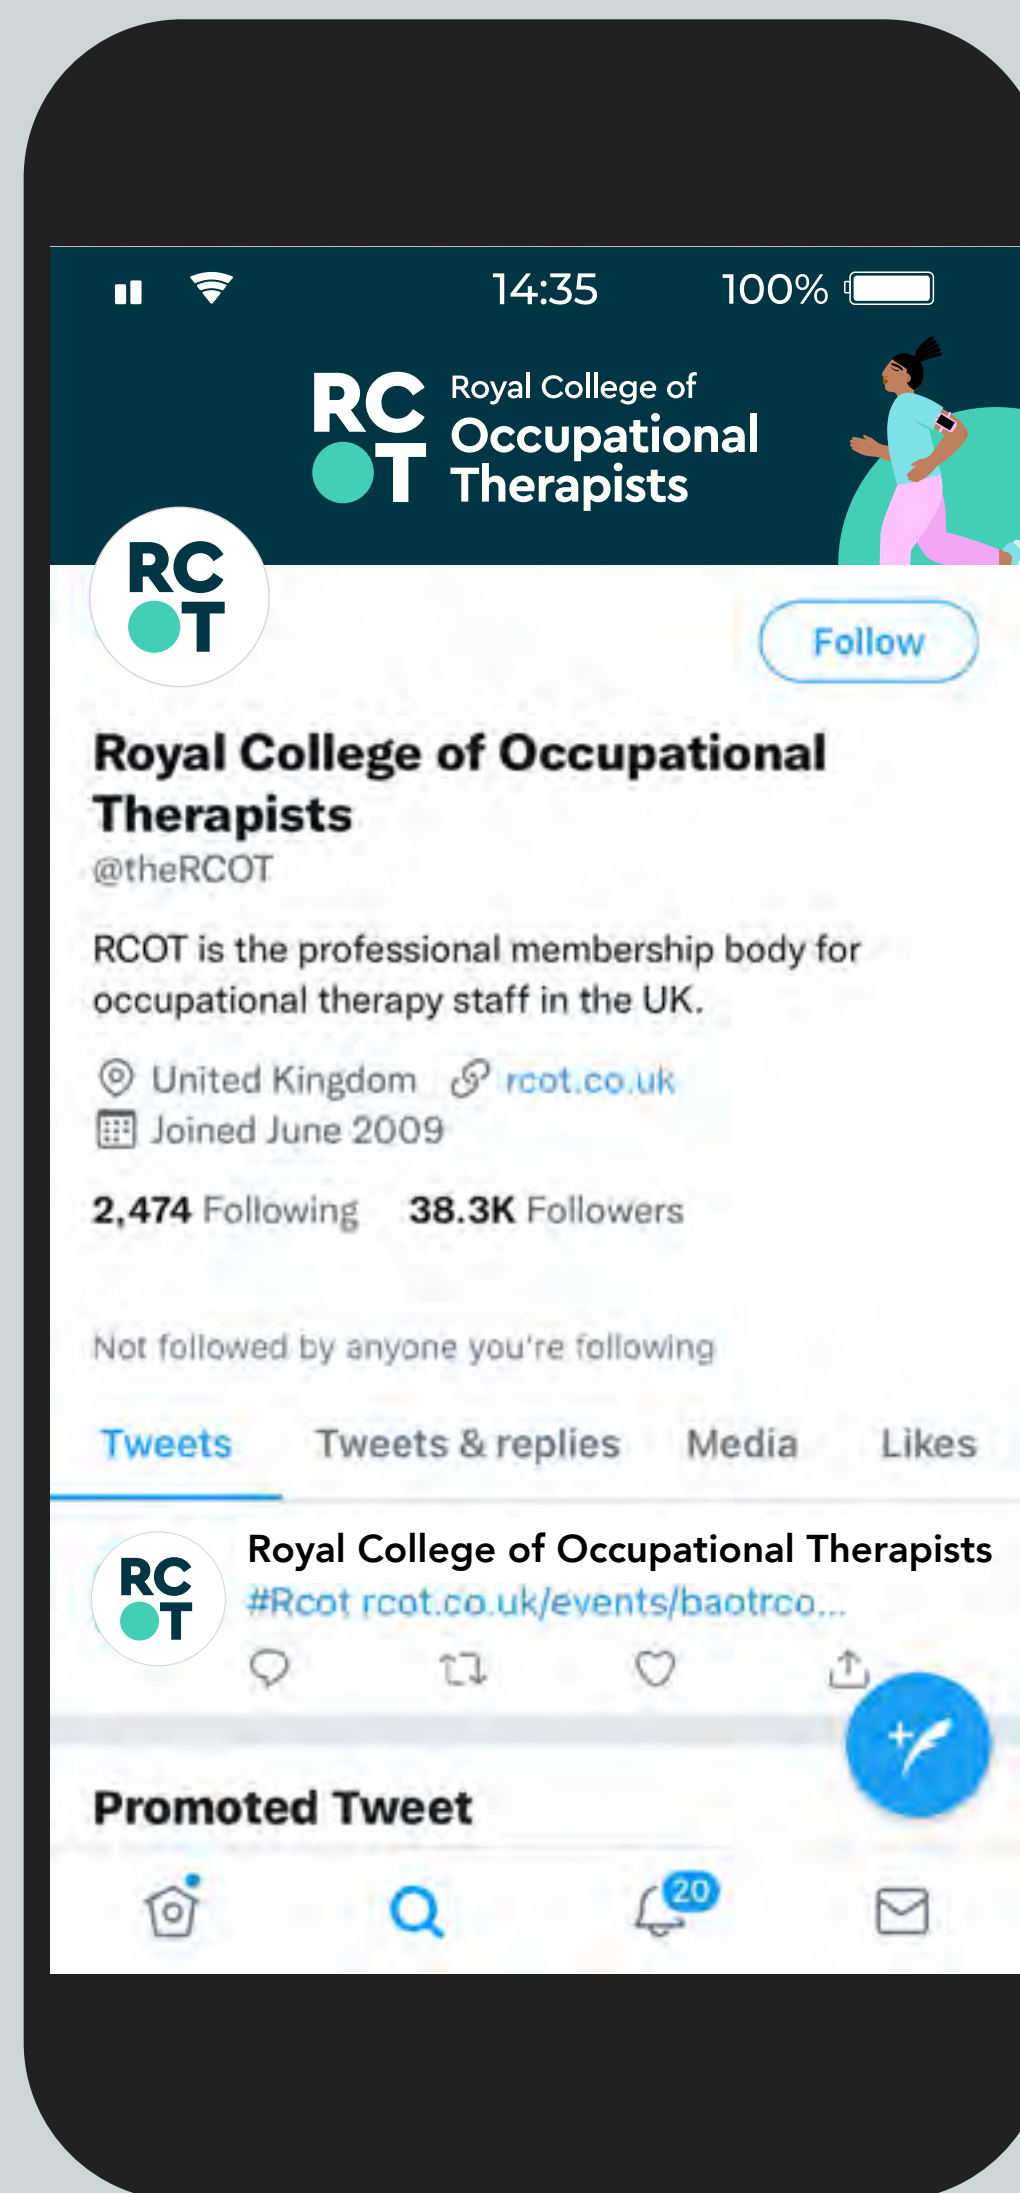 14:35 100%
RC
OT
Royal College of
Occupational
Therapists
RC
OT
Follow
Royal College of Occupational
Therapists
@theRCOT
RCOT is the professional membership body for
occupational therapy staff in the UK.
United Kingdom rcot.co.uk
Joined June 2009
2,474 Following 38.3K Followers
Not followed by anyone you're following
Tweets Tweets & replies Media Likes
RC
OT
Royal College of Occupational Therapists
#Rcot rcot.co.uk/events/baotrco...
Promoted Tweet
20